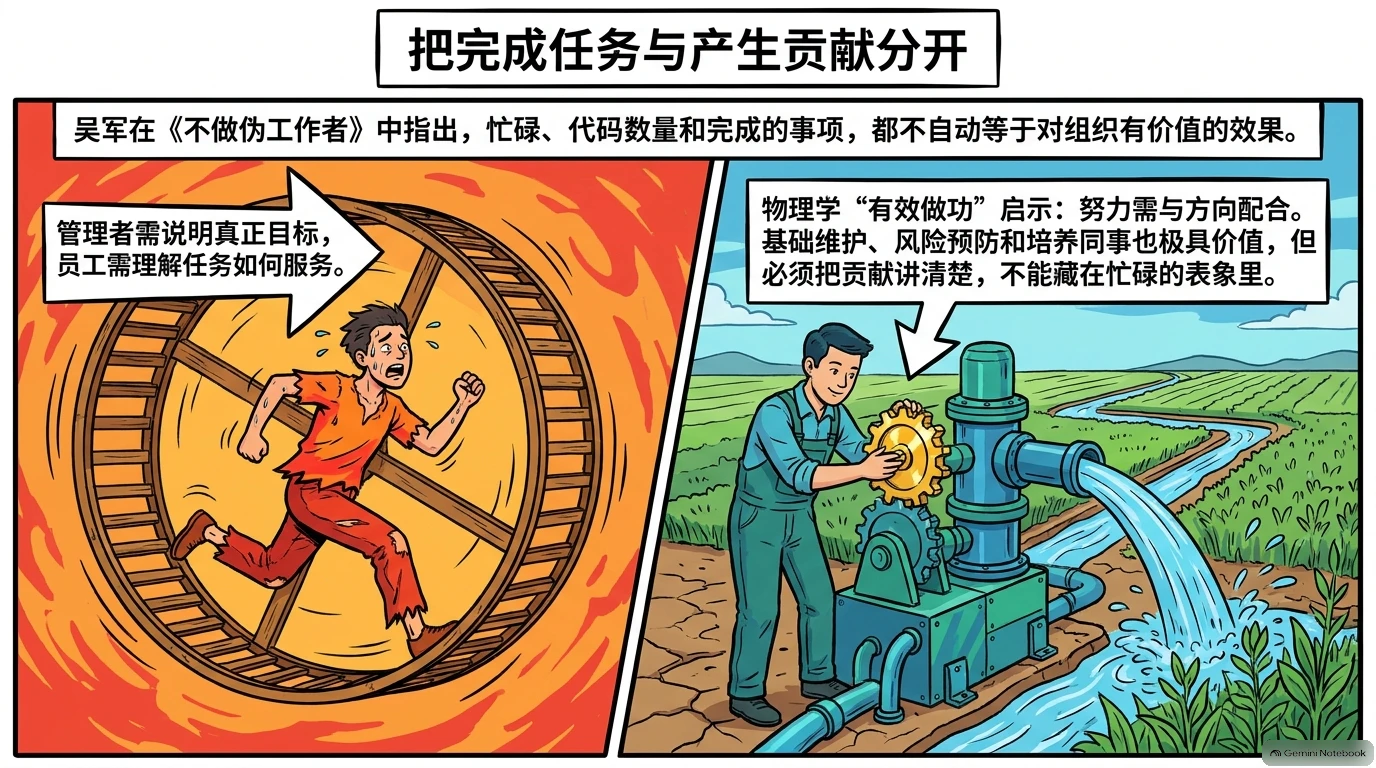 把完成任务与产生贡献分开
吴军在《不做伪工作者》中指出，忙碌、代码数量和完成的事项，都不自动等于对组织有价值的效果。
管理者需说明真正目标，
员工需理解任务如何服务。
物理学“有效做功”启示：努力需与方向配合。
基础维护、风险预防和培养同事也极具价值，但
必须把贡献讲清楚，不能藏在忙碌的表象里。
Gemini Notebook